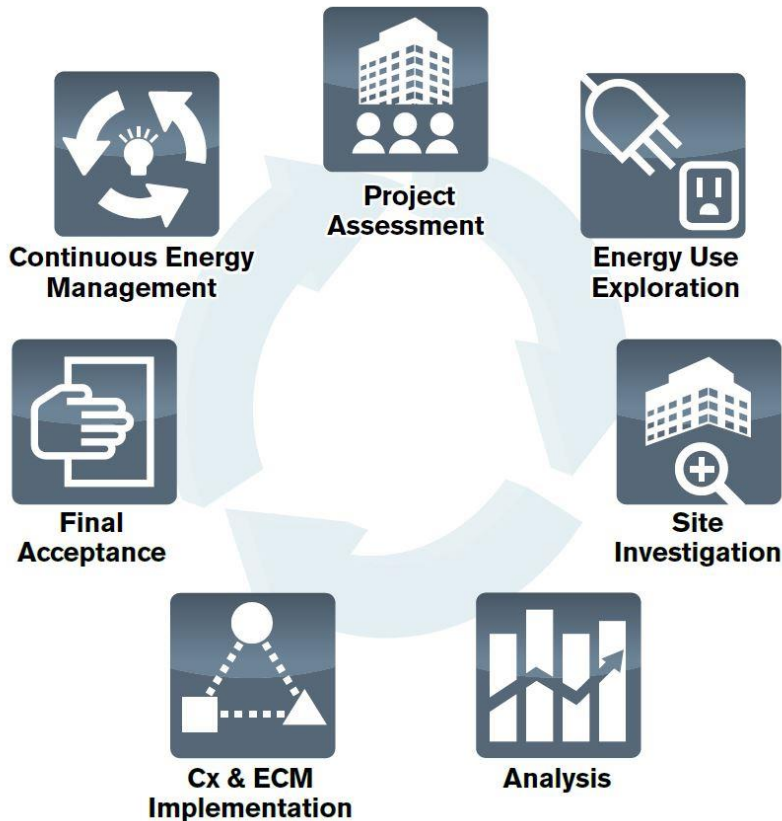 Project
Assessment
Energy Use
Exploration
Site
Investigation
Analysis
Cx & ECM
Implementation
Final
Acceptance
Continuous Energy
Management